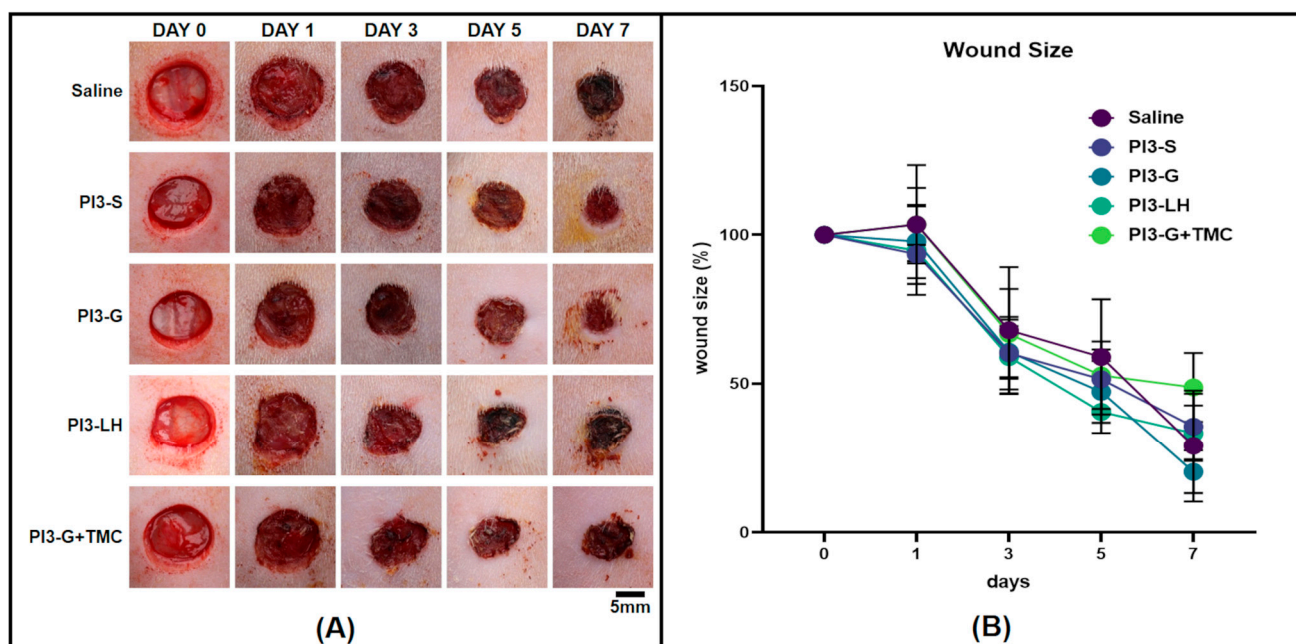 DAY 0 DAY 1 DAY 3 DAY 5 DAY 7
Saline
PI3-S
PI3-G
PI3-LH
PI3-G+TMC
5mm
(A)
Wound Size
150
100
50
0
wound size (%)
0 1 3 5 7
days
Saline
PI3-S
PI3-G
PI3-LH
PI3-G+TMC
(B)